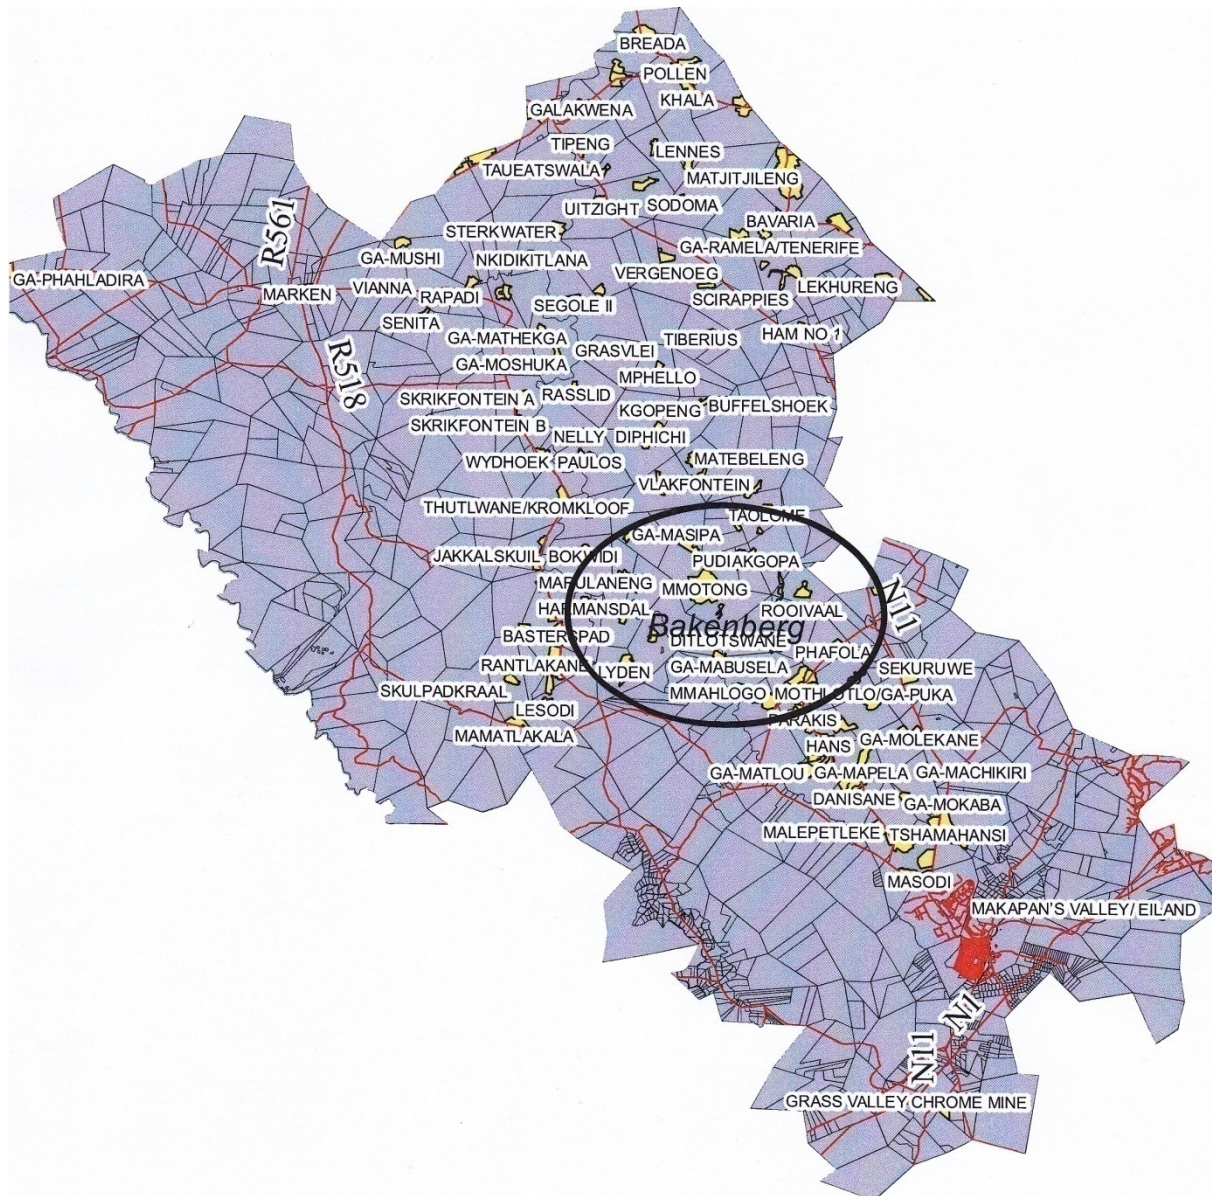 BREADA
POLLEN
KHALA
GALAKWENA
TIPENG
LENNES
TAUEATSWALA
MATJITJILENG
UITZIGHT
SODOMA
BAVARIA
R561
STERKWATER
GA-RAMELA/TENERIFE
GA-MUSHI
NKIDIKITLANA
VERGENOEG
GA-PHAHLADIRA
MARKEN
VIANNA
RAPADI
SEGOLE II
SCIRAPPIES
LEKHURENG
SENITA
GA-MATHEKGA
GRASVLEI
TIBERIUS
HAM NO 1
R518
GA-MOSHUKA
MPHELLO
SKRIKFONTEIN A
RASSLID
KGOPENG
BUFFELSHOEK
SKRIKFONTEIN B
NELLY
DIPHICHI
WYDHOEK
PAULOS
MATEBELENG
VLAKFONTEIN
THUTLWANE/KROMKLOOF
TAOLOME
GA-MASIPA
JAKKALSKUIL
BOKWIDI
PUDIAKGOPA
MARULANENG
MMOTONG
HARMANSDAL
ROOIVAAL
N11
Bakenberg
BASTERSPAD
DITLOTSWANE
PHAFOLA
RANTLAKANE
LYDEN
GA-MABUSELA
SEKURUWE
SKULPADKRAAL
MMAHLOGO
MOTHLOTLO/GA-PUKA
LESODI
PARAKIS
MAMATLAKALA
HANS
GA-MOLEKANE
GA-MATLOU
GA-MAPELA
GA-MACHIKIRI
DANISANE
GA-MOKABA
MALEPETLEKE
TSHAMAHANSI
MASODI
MAKAPAN'S VALLEY/ EILAND
N1
N11
GRASS VALLEY CHROME MINE